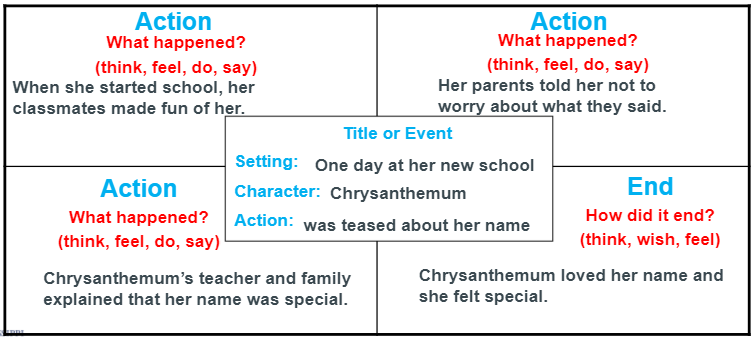 Action
What happened?
(think, feel, do, say)
When she started school, her
classmates made fun of her.
Action
What happened?
(think, feel, do, say)
Her parents told her not to
worry about what they said.
Title or Event
Setting: One day at her new school
Character: Chrysanthemum
Action: was teased about her name
Action
What happened?
(think, feel, do, say)
Chrysanthemum’s teacher and family
explained that her name was special.
End
How did it end?
(think, wish, feel)
Chrysanthemum loved her name and
she felt special.